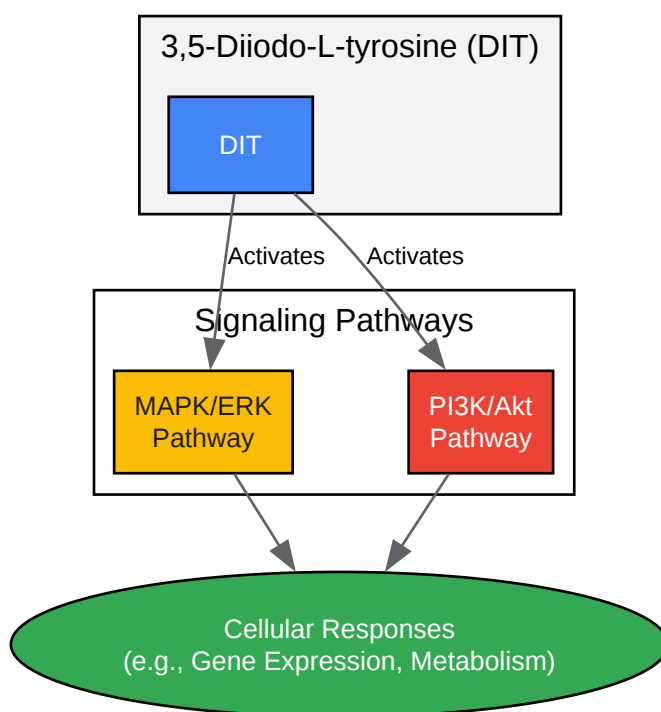 3,5-Diiodo-L-tyrosine (DIT)
DIT
Activates
Activates
Signaling Pathways
MAPK/ERK
Pathway
PI3K/Akt
Pathway
Cellular Responses
(e.g., Gene Expression, Metabolism)